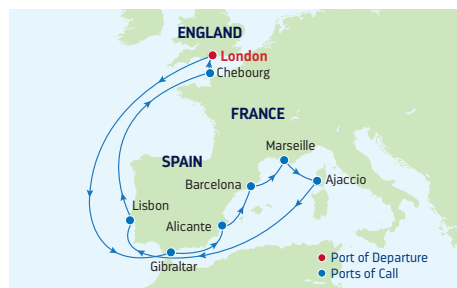 ENGLAND
London
Chebourg
FRANCE
Marseille
SPAIN
Barcelona
Ajaccio
Lisbon
Alicante
Gibraltar
Port of Departure
Ports of Call